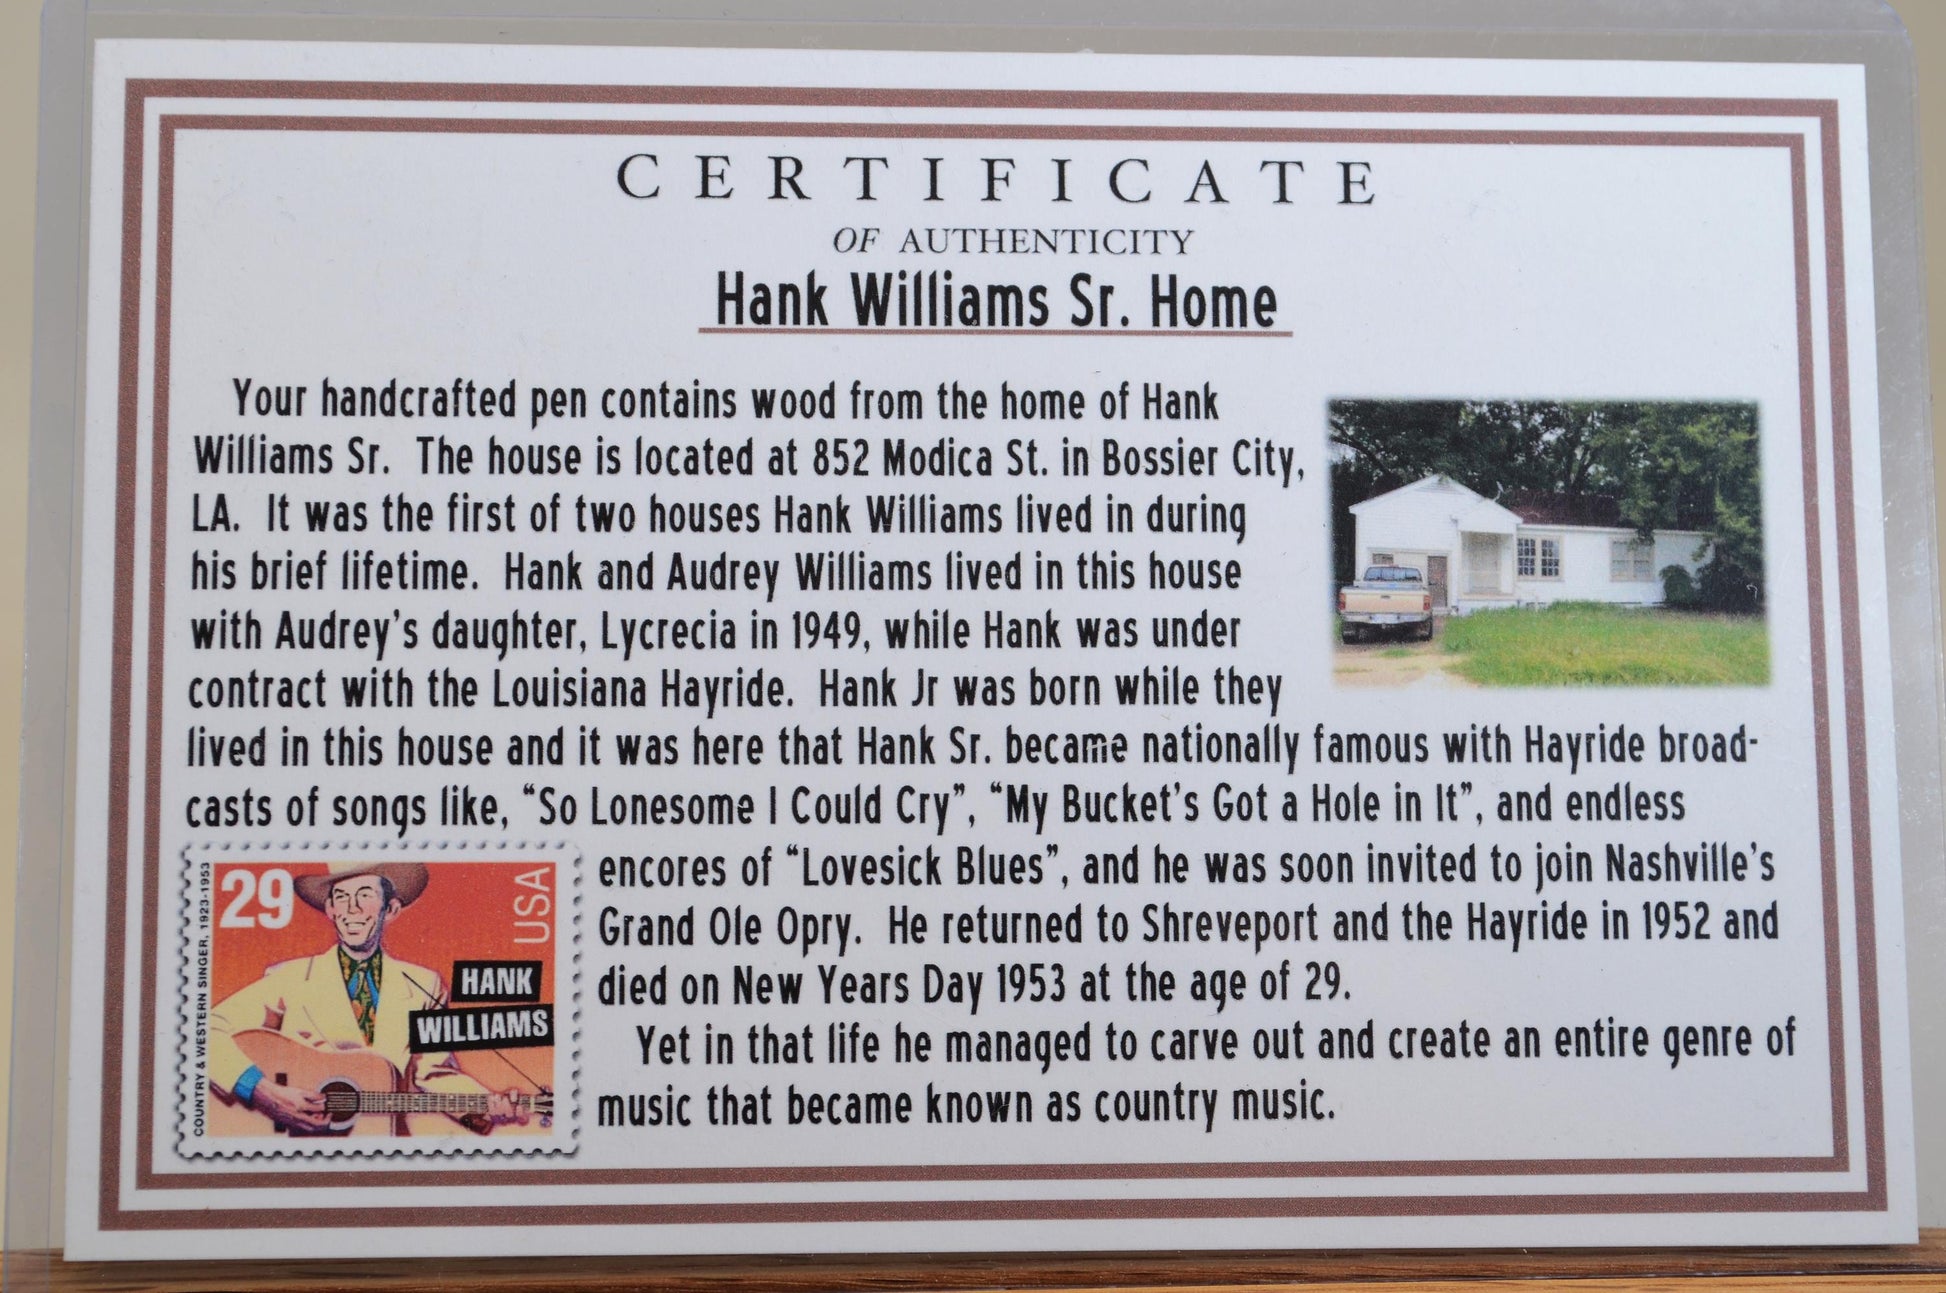 CERTIFICATE
OF AUTHENTICITY
Hank Williams Sr. Home
Your handcrafted pen contains wood from the home of Hank
Williams Sr. The house is located at 852 Modica St. in Bossier City,
LA. It was the first of two houses Hank Williams lived in during
his brief lifetime. Hank and Audrey Williams lived in this house
with Audrey's daughter, Lycrecia in 1949, while Hank was under
contract with the Louisiana Hayride. Hank Jr was born while they
lived in this house and it was here that Hank Sr. became nationally famous with Hayride broad-
casts of songs like, “So Lonesome I Could Cry”, “My Bucket's Got a Hole in It”, and endless
encores of “Lovesick Blues”, and he was soon invited to join Nashville's
Grand Ole Opry. He returned to Shreveport and the Hayride in 1952 and
died on New Years Day 1953 at the age of 29.
Yet in that life he managed to carve out and create an entire genre of
music that became known as country music.
29
USA
HANK
WILLIAMS
COUNTRY & WESTERN SINGER, 1923-1953